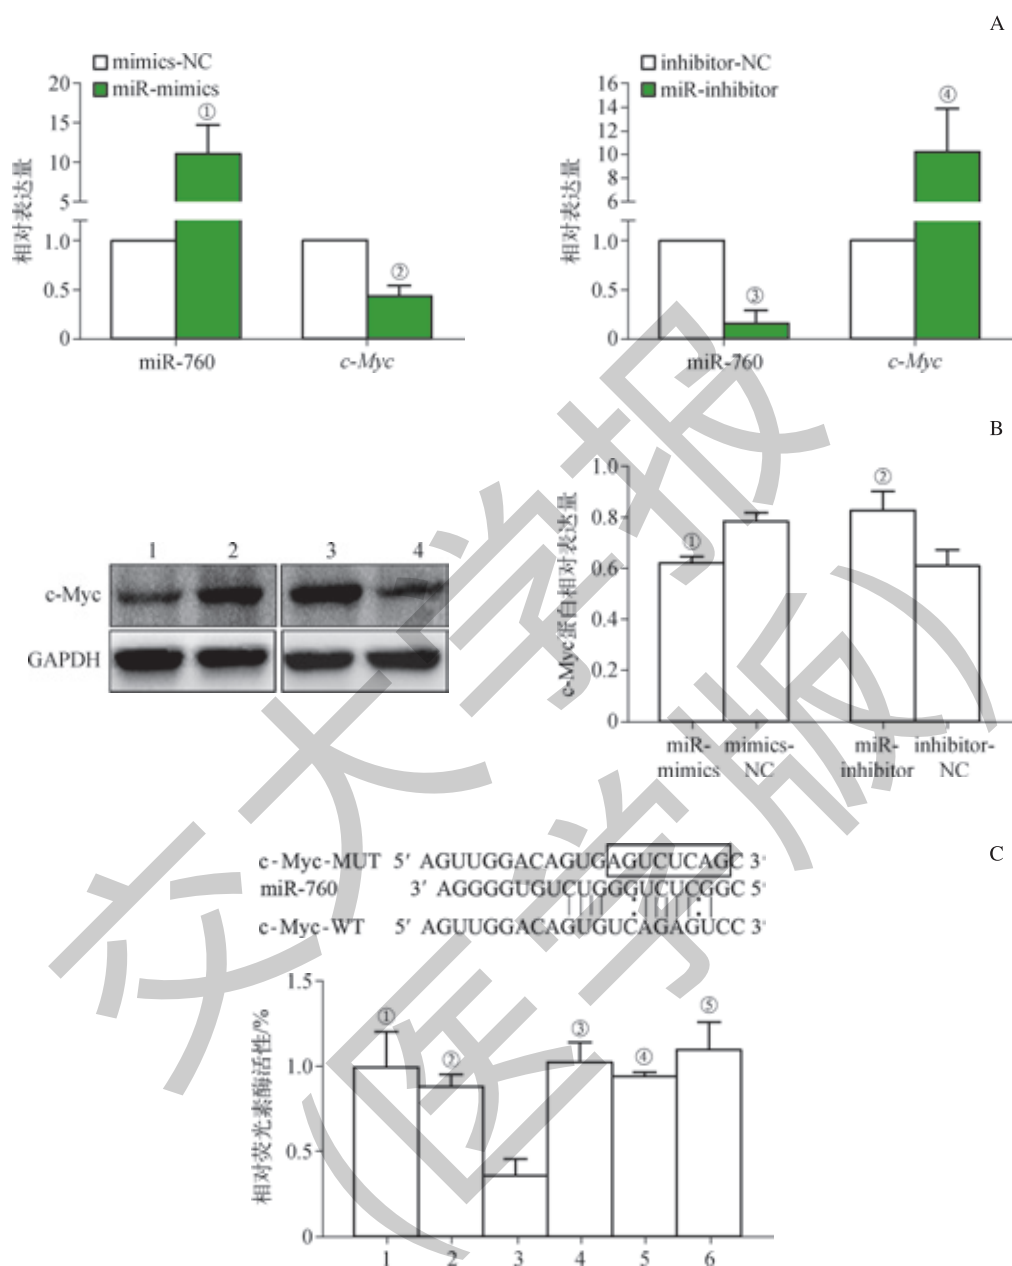 A
mimics-NC
miR-mimics
相对表达量
20
15
10
5
1.0
0.5
0
①
②
miR-760
c-Myc
inhibitor-NC
miR-inhibitor
相对表达量
16
14
12
10
8
6
1.0
0.5
0
③
④
miR-760
c-Myc
B
1 2 3 4
c-Myc
GAPDH
c-Myc蛋白相对表达量
1.0
0.8
0.6
0.4
0.2
0
①
②
miR-mimics
mimics-NC
miR-inhibitor
inhibitor-NC
C
c-Myc-MUT 5′ AGUUGGACAGUGAGUCUCAGC 3′
miR-760 3′ AGGGGUGUCUGGGUCUCGGC 5′
c-Myc-WT 5′ AGUUGGACAGUGUCAGAGUCC 3′
相对荧光素酶活性/%
1.5
1.0
0.5
0
①
②
③
④
⑤
1 2 3 4 5 6
交大学报
（医学版）